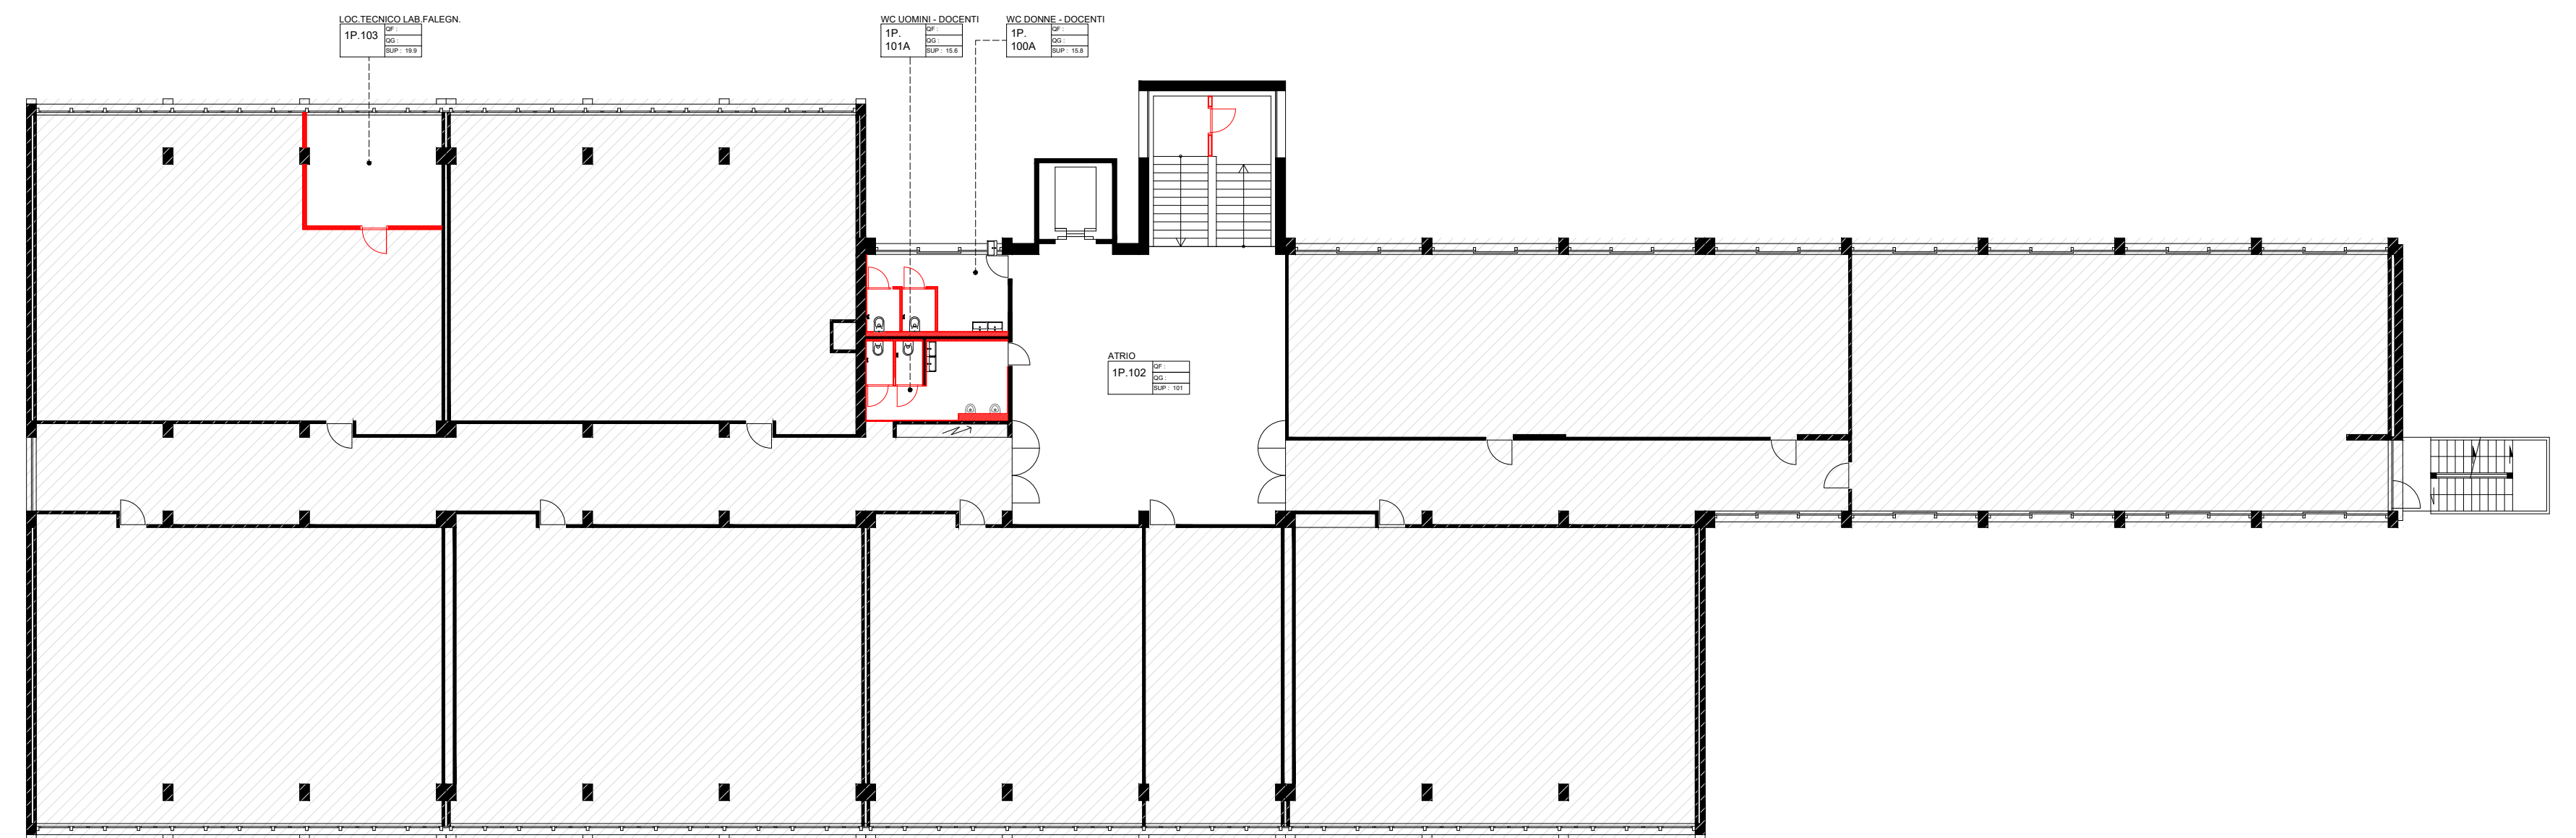 LOC.TECNICO LAB.FALEGN.
1P.103
QF :
QG :
SUP : 19.9
WC UOMINI - DOCENTI
1P.
101A
QF :
QG :
SUP : 15.6
WC DONNE - DOCENTI
1P.
100A
QF :
QG :
SUP : 15.8
ATRIO
1P.102
QF :
QG :
SUP : 101